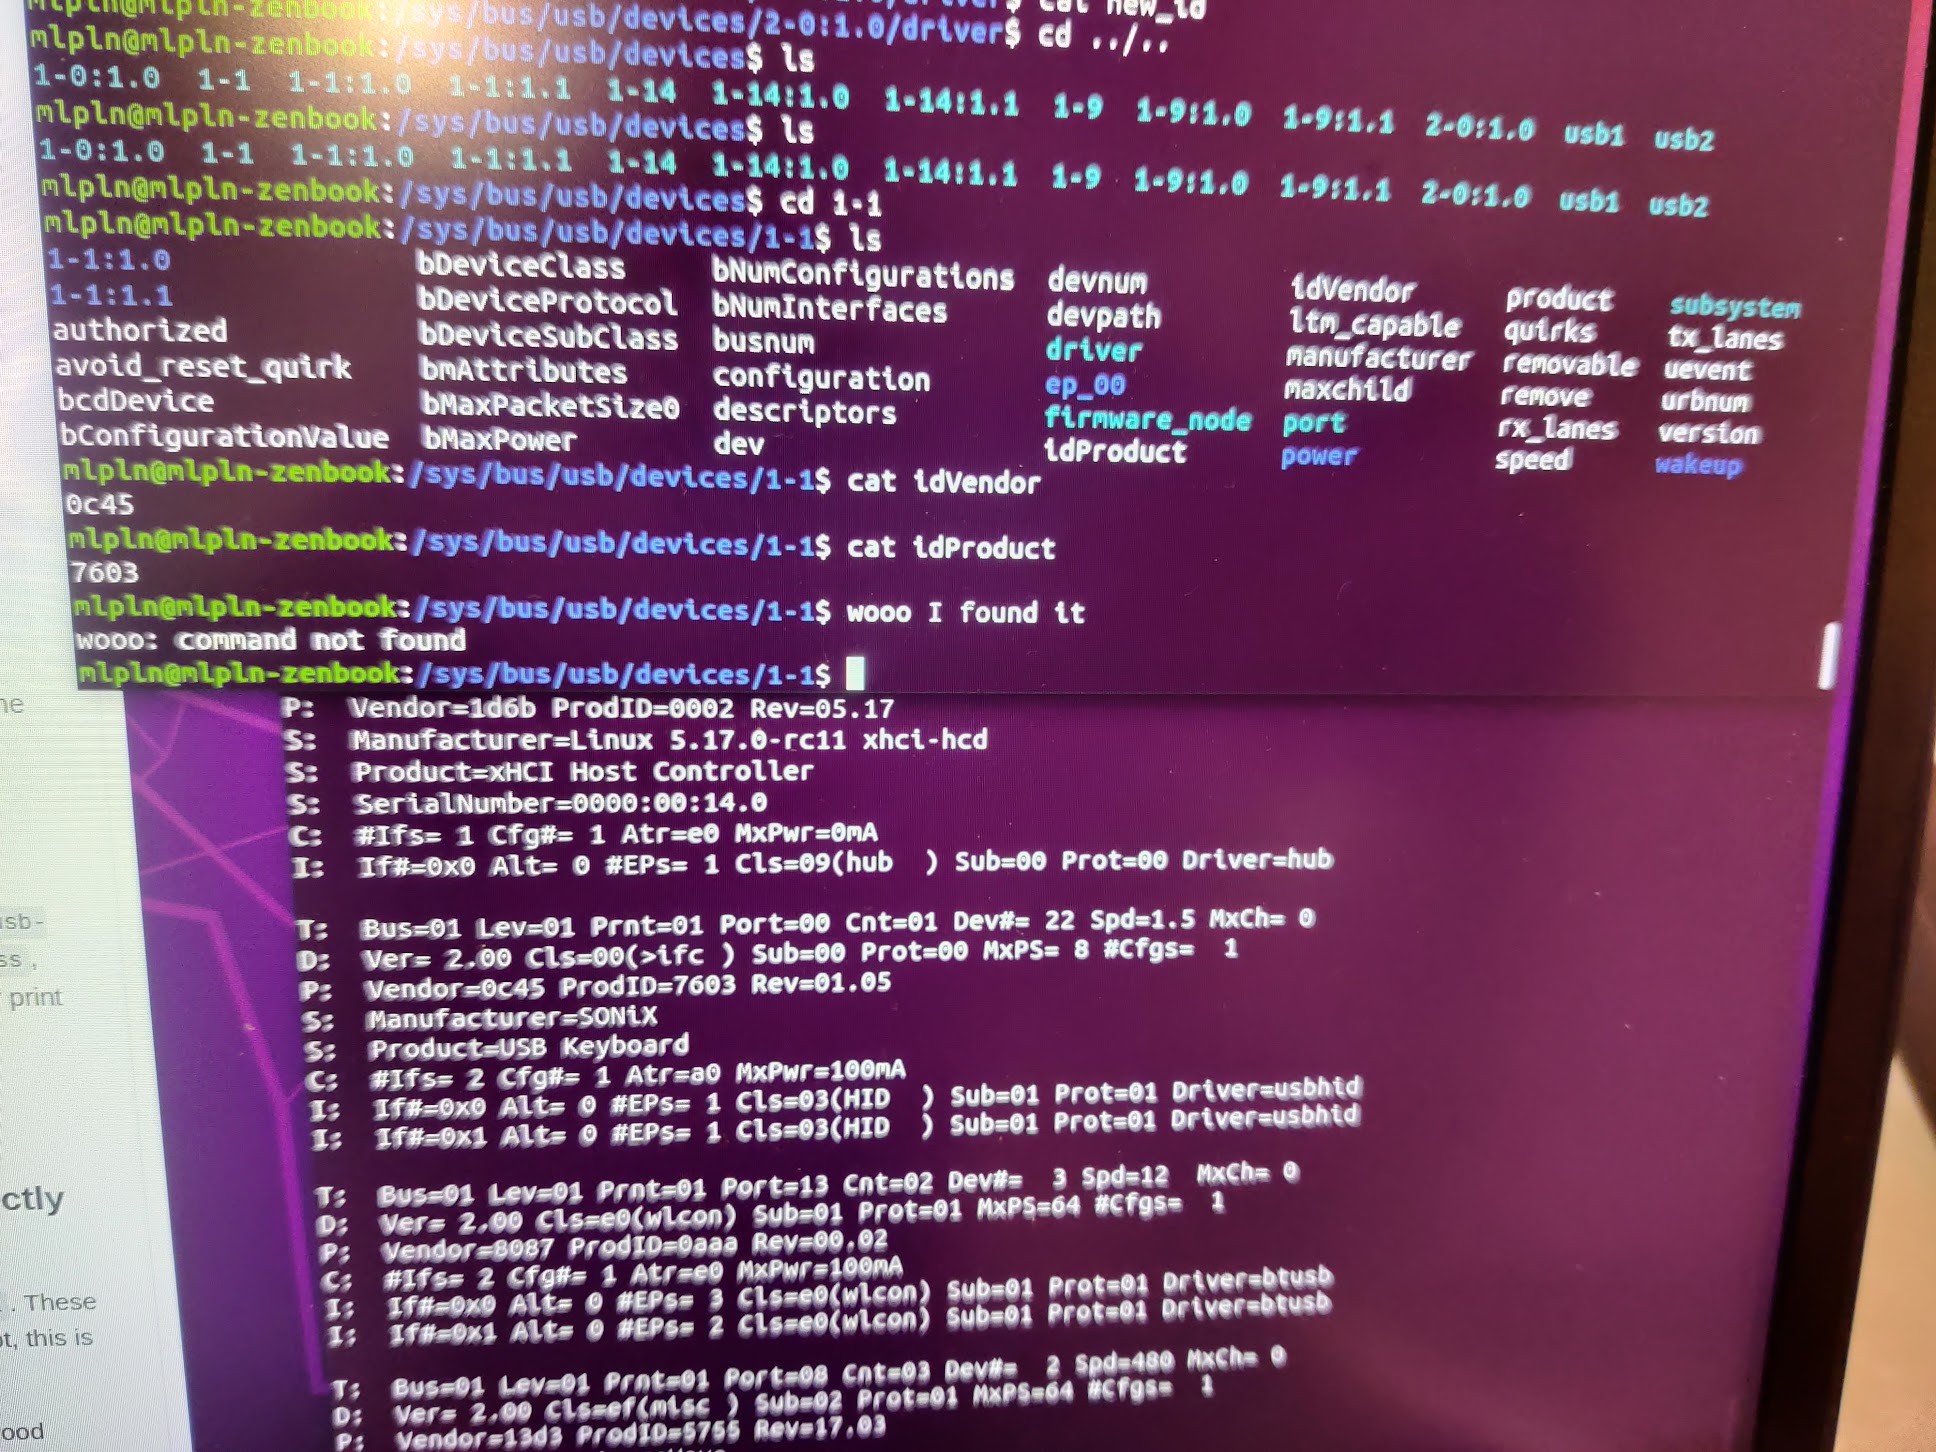 mlpln@mlpln-zenbook:/sys/bus/usb/devices/2-0:1.0/driver$ cat new_id
mlpln@mlpln-zenbook:/sys/bus/usb/devices/2-0:1.0/driver$ cd ../..
mlpln@mlpln-zenbook:/sys/bus/usb/devices$ ls
1-0:1.0 1-1 1-1:1.0 1-1:1.1 1-14 1-14:1.0 1-14:1.1 1-9 1-9:1.0 1-9:1.1 2-0:1.0 usb1 usb2
mlpln@mlpln-zenbook:/sys/bus/usb/devices$ ls
1-0:1.0 1-1 1-1:1.0 1-1:1.1 1-14 1-14:1.0 1-14:1.1 1-9 1-9:1.0 1-9:1.1 2-0:1.0 usb1 usb2
mlpln@mlpln-zenbook:/sys/bus/usb/devices$ cd 1-1
mlpln@mlpln-zenbook:/sys/bus/usb/devices/1-1$ ls
1-1:1.0 bDeviceClass bNumConfigurations devnum idVendor product subsystem
1-1:1.1 bDeviceProtocol bNumInterfaces devpath ltm_capable quirks tx_lanes
authorized bDeviceSubClass busnum driver manufacturer removable uevent
avoid_reset_quirk bmAttributes configuration ep_00 maxchild remove urbnum
bcdDevice bMaxPacketSize0 descriptors firmware_node port rx_lanes version
bConfigurationValue bMaxPower dev idProduct power speed wakeup
mlpln@mlpln-zenbook:/sys/bus/usb/devices/1-1$ cat idVendor
0c45
mlpln@mlpln-zenbook:/sys/bus/usb/devices/1-1$ cat idProduct
7603
mlpln@mlpln-zenbook:/sys/bus/usb/devices/1-1$ wooo I found it
wooo: command not found
mlpln@mlpln-zenbook:/sys/bus/usb/devices/1-1$
P: Vendor=1d6b ProdID=0002 Rev=05.17
S: Manufacturer=Linux 5.17.0-rc11 xhci-hcd
S: Product=xHCI Host Controller
S: SerialNumber=0000:00:14.0
C: #Ifs= 1 Cfg#= 1 Atr=e0 MxPwr=0mA
I: If#=0x0 Alt= 0 #EPs= 1 Cls=09(hub ) Sub=00 Prot=00 Driver=hub
T: Bus=01 Lev=01 Prnt=01 Port=00 Cnt=01 Dev#= 22 Spd=1.5 MxCh= 0
D: Ver= 2.00 Cls=00(>ifc ) Sub=00 Prot=00 MxPS= 8 #Cfgs= 1
P: Vendor=0c45 ProdID=7603 Rev=01.05
S: Manufacturer=SONiX
S: Product=USB Keyboard
C: #Ifs= 2 Cfg#= 1 Atr=a0 MxPwr=100mA
I: If#=0x0 Alt= 0 #EPs= 1 Cls=03(HID ) Sub=01 Prot=01 Driver=usbhid
I: If#=0x1 Alt= 0 #EPs= 1 Cls=03(HID ) Sub=01 Prot=01 Driver=usbhid
T: Bus=01 Lev=01 Prnt=01 Port=13 Cnt=02 Dev#= 3 Spd=12 MxCh= 0
D: Ver= 2.00 Cls=e0(wlcon) Sub=01 Prot=01 MxPS=64 #Cfgs= 1
P: Vendor=8087 ProdID=0aaa Rev=00.02
C: #Ifs= 2 Cfg#= 1 Atr=e0 MxPwr=100mA
I: If#=0x0 Alt= 0 #EPs= 3 Cls=e0(wlcon) Sub=01 Prot=01 Driver=btusb
I: If#=0x1 Alt= 0 #EPs= 2 Cls=e0(wlcon) Sub=01 Prot=01 Driver=btusb
T: Bus=01 Lev=01 Prnt=01 Port=08 Cnt=03 Dev#= 2 Spd=480 MxCh= 0
D: Ver= 2.00 Cls=ef(misc ) Sub=02 Prot=01 MxPS=64 #Cfgs= 1
P: Vendor=13d3 ProdID=5755 Rev=17.03
usb-
ss ,
print
ctly
. These
this is
ood